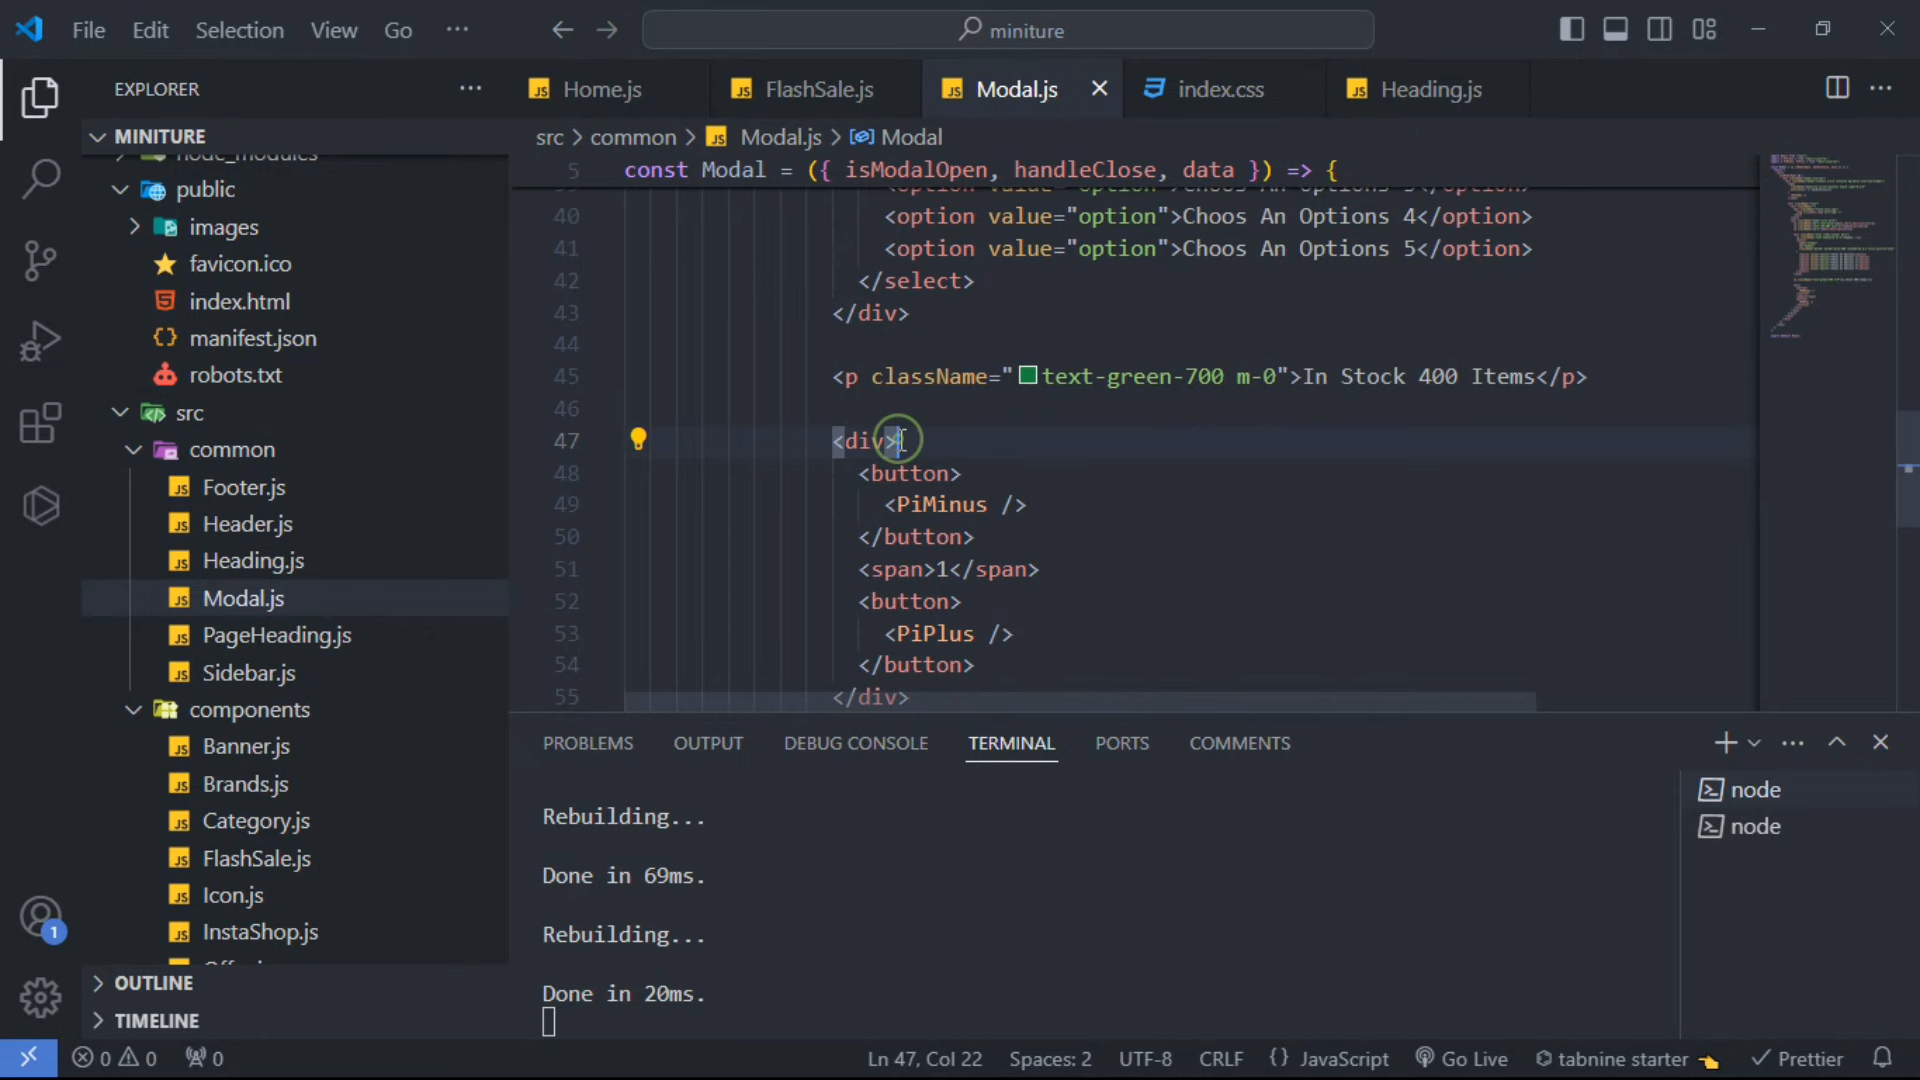 File Edit Selection View Go ···
miniture
EXPLORER ···
Home.js FlashSale.js Modal.js index.css Heading.js ···
MINITURE
src > common > Modal.js > Modal
5 const Modal = ({ isModalOpen, handleClose, data }) => {
node_modules
public
images
favicon.ico
index.html
manifest.json
robots.txt
src
common
Footer.js
Header.js
Heading.js
Modal.js
PageHeading.js
Sidebar.js
components
Banner.js
Brands.js
Category.js
FlashSale.js
Icon.js
InstaShop.js
OUTLINE
TIMELINE
40 <option value="option">Choos An Options 4</option>
41 <option value="option">Choos An Options 5</option>
42 </select>
43 </div>
44
45 <p className="text-green-700 m-0">In Stock 400 Items</p>
46
47 <div>
48 <button>
49 <PiMinus />
50 </button>
51 <span>1</span>
52 <button>
53 <PiPlus />
54 </button>
55 </div>
PROBLEMS OUTPUT DEBUG CONSOLE TERMINAL PORTS COMMENTS ···
Rebuilding...
Done in 69ms.
Rebuilding...
Done in 20ms.
node
node
1
0 0 0 Ln 47, Col 22 Spaces: 2 UTF-8 CRLF {} JavaScript Go Live tabnine starter Prettier